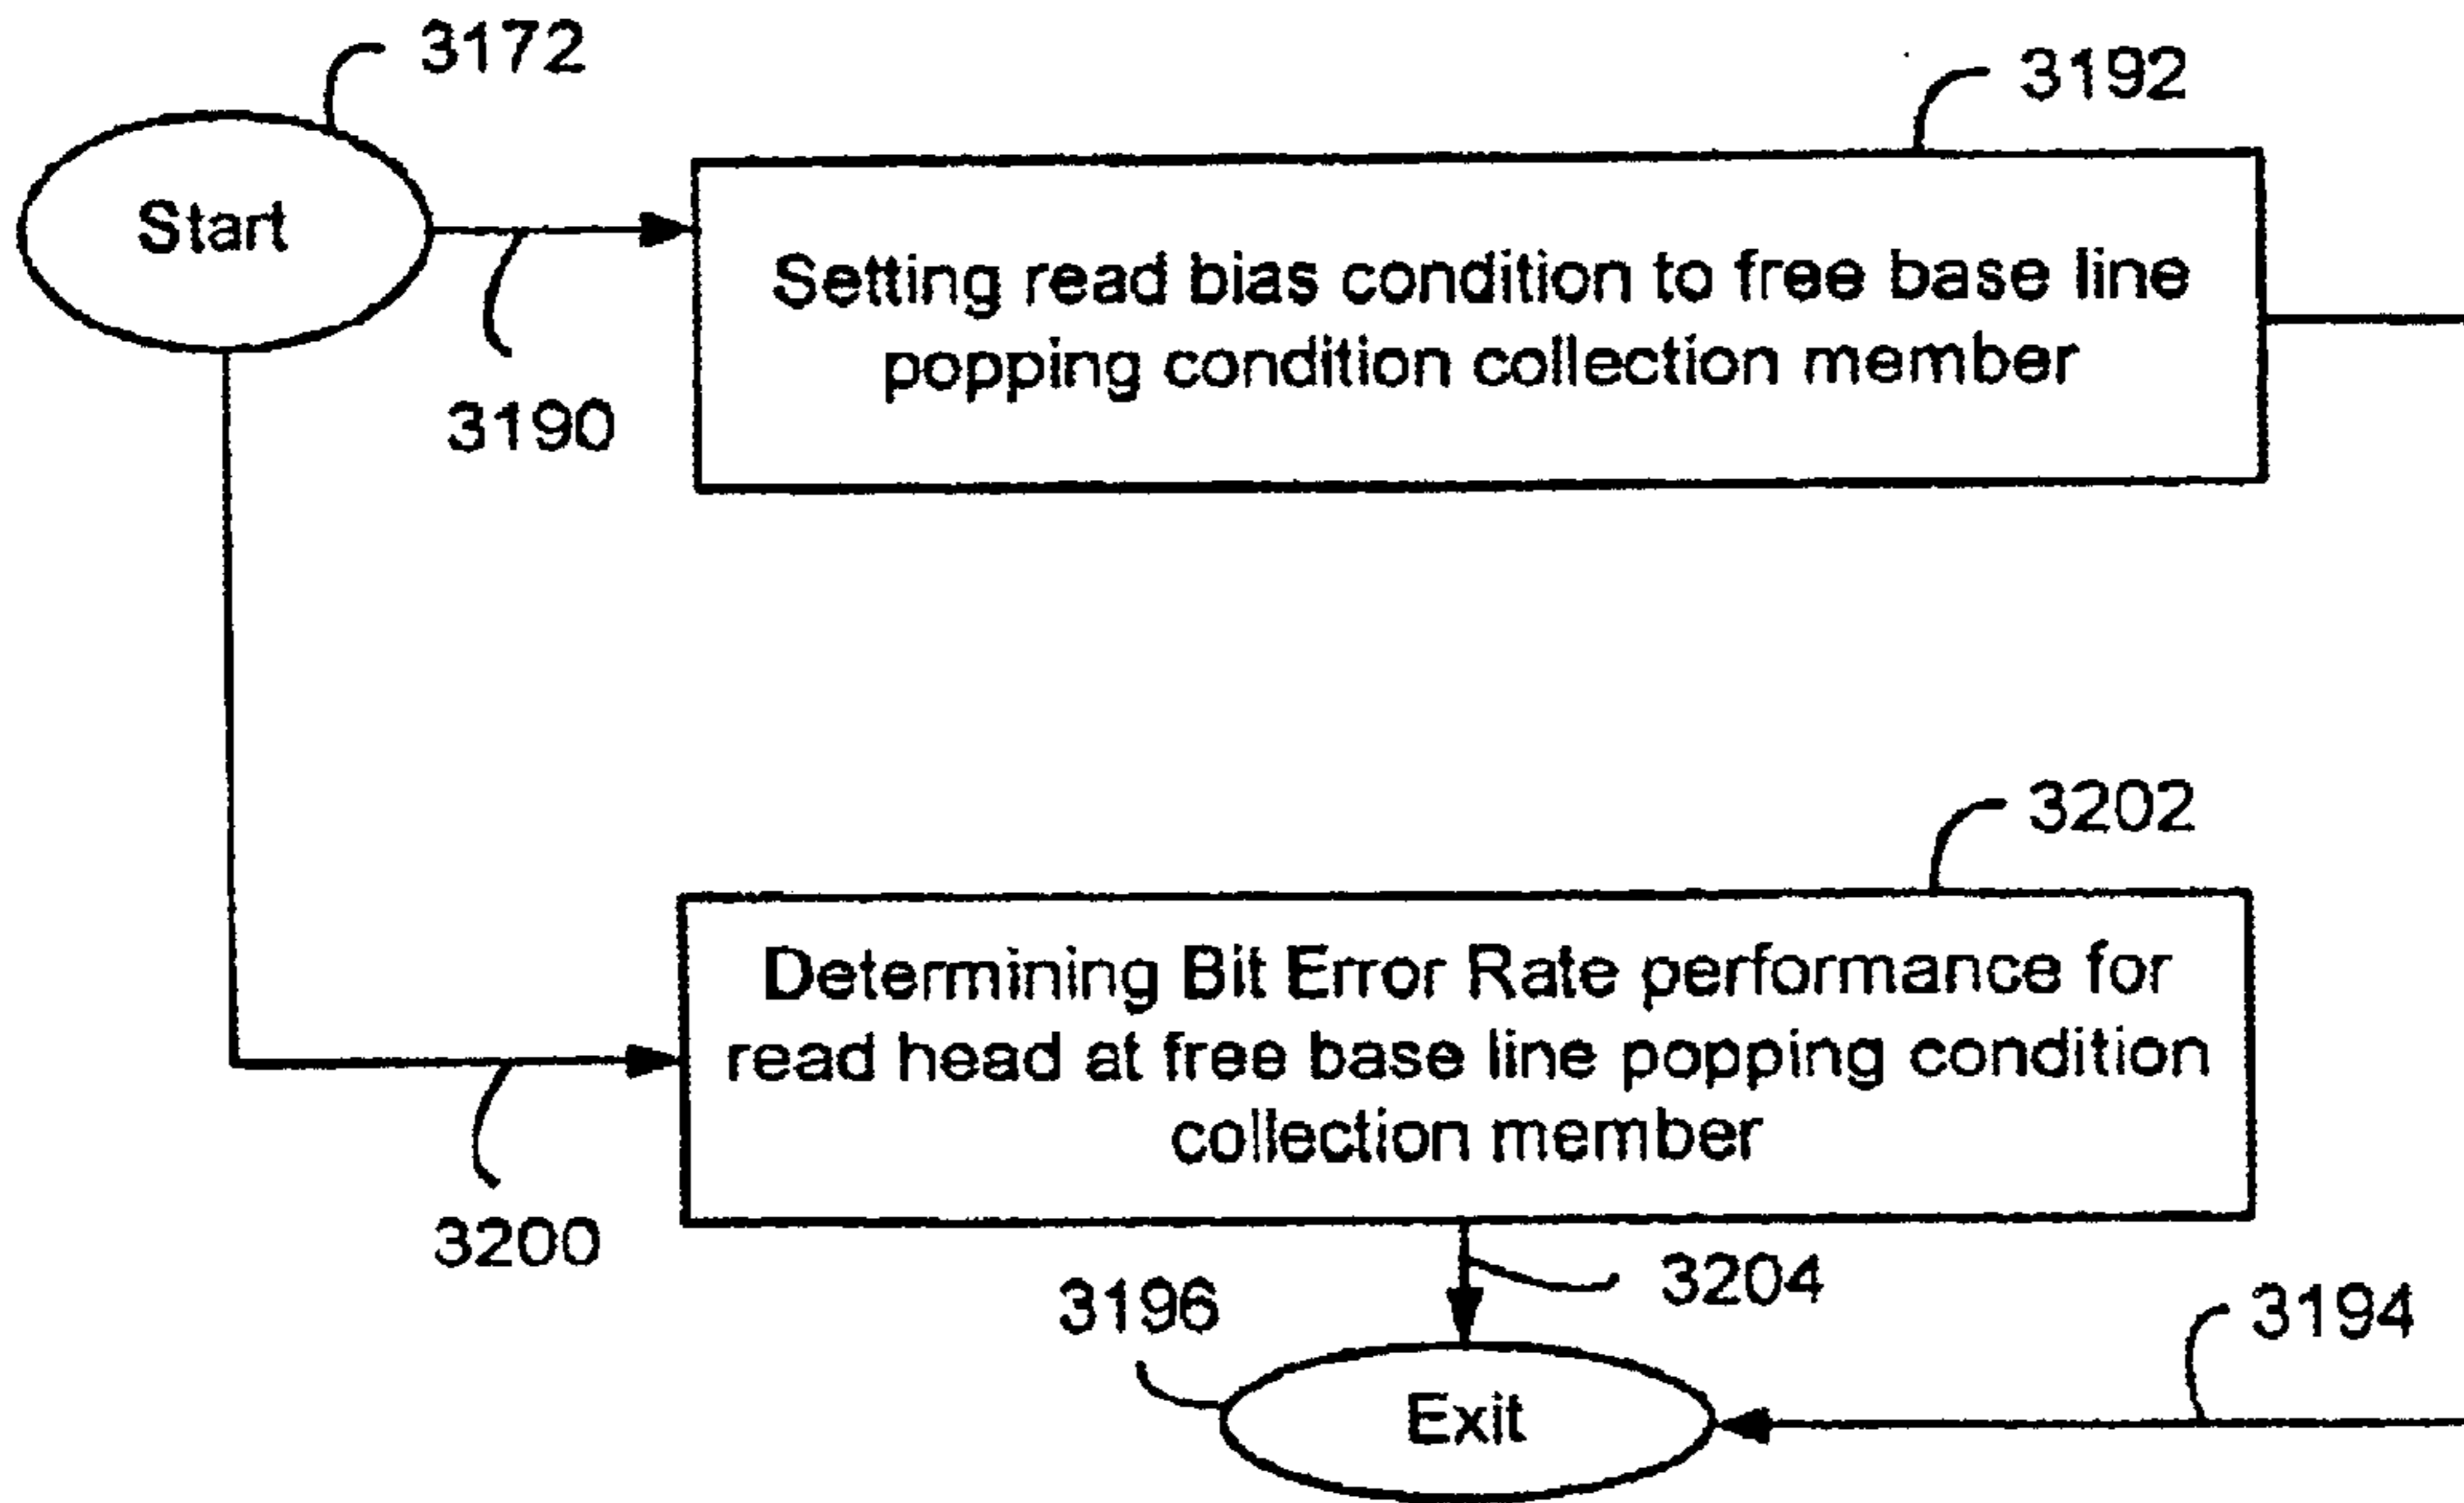 3172
3192
Start
Setting read bias condition to free base line
popping condition collection member
3190
3202
Determining Bit Error Rate performance for
read head at free base line popping condition
collection member
3200
3204
3196
3194
Exit